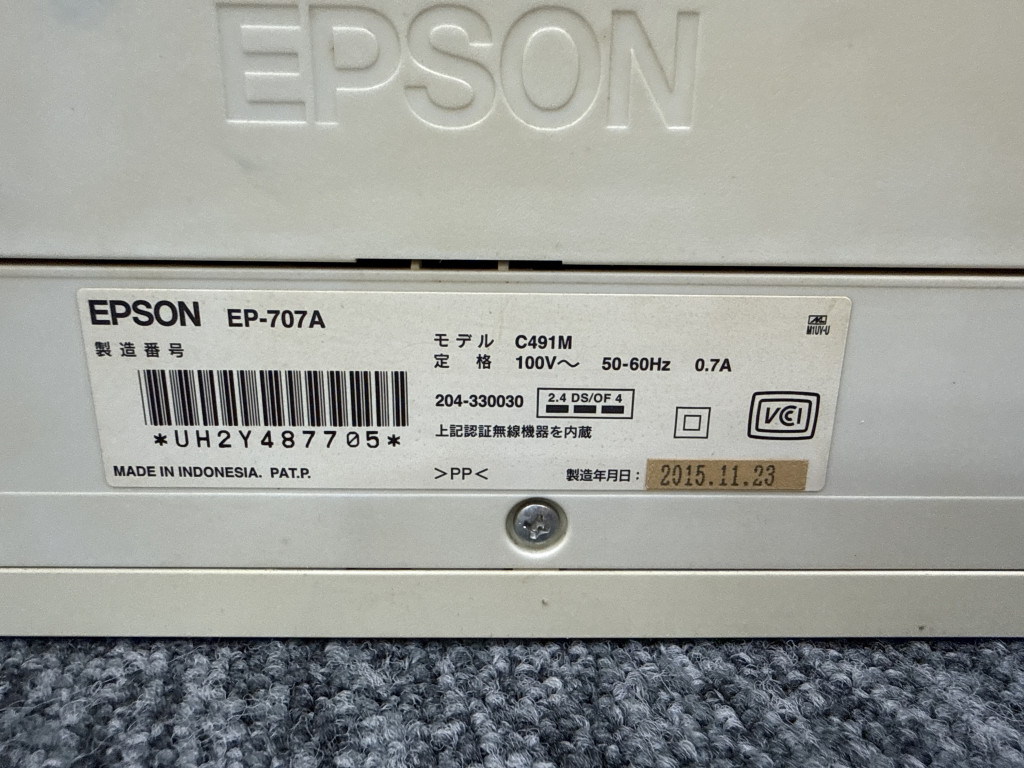 EPSON
EPSON EP-707A
製造番号
*UH2Y487705*
MADE IN INDONESIA. PAT.P.
モデル C491M
定格 100V～ 50-60Hz 0.7A
204-330030 2.4 DS/OF 4
上記認証無線機器を内蔵
>PP<
製造年月日: 2015.11.23
VCCI
M1UV-U